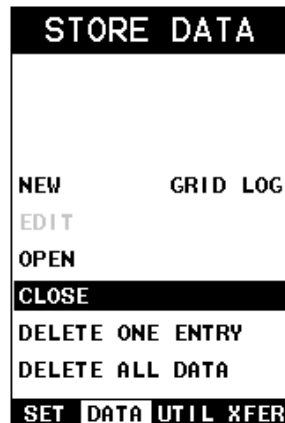 STORE DATA
NEW GRID LOG
EDIT
OPEN
CLOSE
DELETE ONE ENTRY
DELETE ALL DATA
SET DATA UTIL XFER